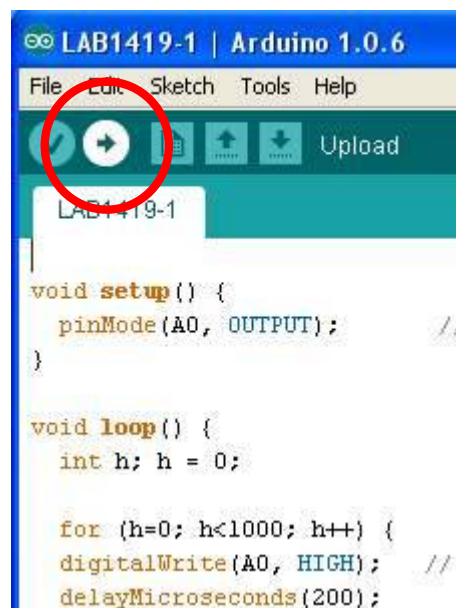 LAB1419-1 | Arduino 1.0.6
File Edit Sketch Tools Help
Upload
LAB1419-1
void setup() {
pinMode(A0, OUTPUT); //
}
void loop() {
int h; h = 0;
for (h=0; h<1000; h++) {
digitalWrite(A0, HIGH); //
delayMicroseconds(200);